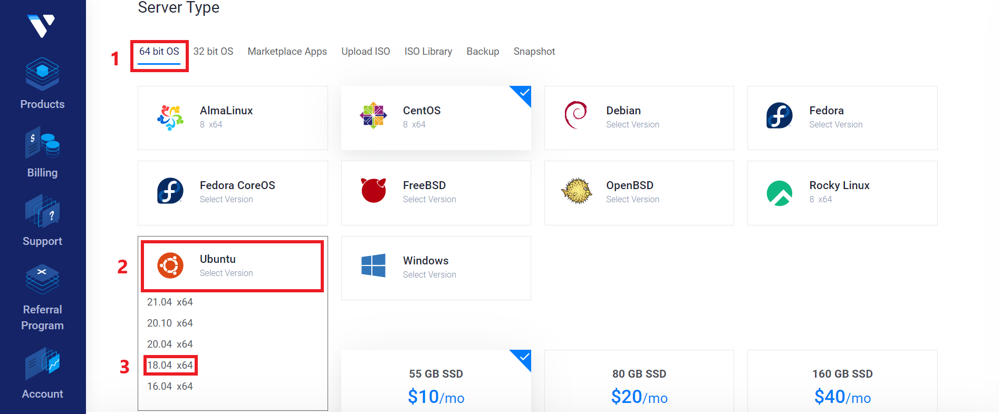 Server Type
1
64 bit OS
32 bit OS
Marketplace Apps
Upload ISO
ISO Library
Backup
Snapshot
Products
Billing
Support
Referral
Program
Account
AlmaLinux
8 x64
CentOS
8 x64
Debian
Select Version
Fedora
Select Version
Fedora CoreOS
Select Version
FreeBSD
Select Version
OpenBSD
Select Version
Rocky Linux
8 x64
2
Ubuntu
Select Version
21.04 x64
20.10 x64
20.04 x64
3
18.04 x64
16.04 x64
Windows
Select Version
55 GB SSD
$10/mo
80 GB SSD
$20/mo
160 GB SSD
$40/mo